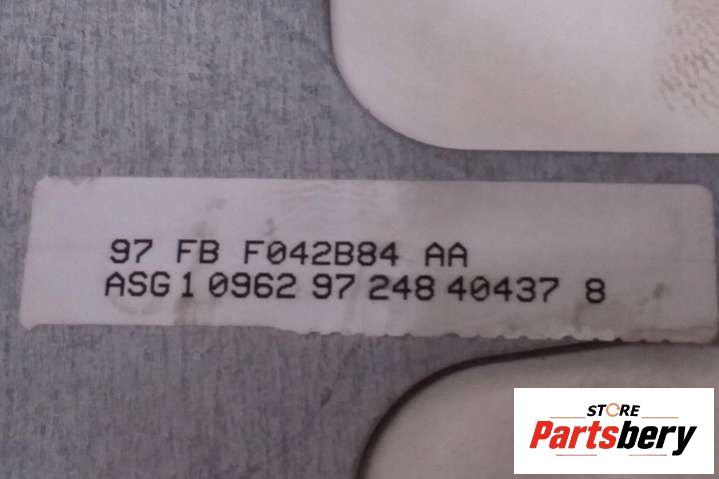 97 FB F042B84 AA
ASG 1 0962 97 248 40437 8
STORE
Partsbery